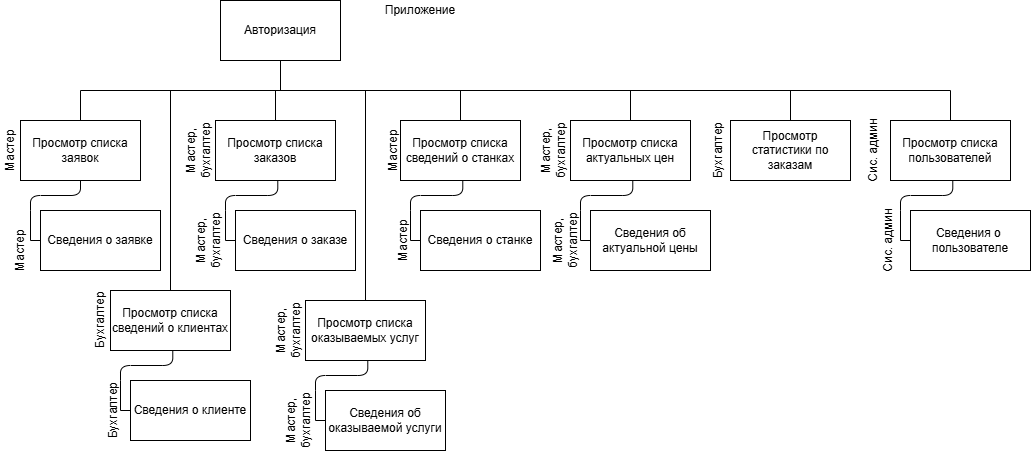 Приложение
Авторизация
Мастер
Просмотр списка
заявок
Мастер,
бухгалтер
Просмотр списка
заказов
Мастер
Просмотр списка
сведений о станках
Мастер,
бухгалтер
Просмотр списка
актуальных цен
Бухгалтер
Просмотр
статистики по
заказам
Сис. админ
Просмотр списка
пользователей
Мастер
Сведения о заявке
Мастер,
бухгалтер
Сведения о заказе
Мастер
Сведения о станке
Мастер,
бухгалтер
Сведения об
актуальной цены
Сис. админ
Сведения о
пользователе
Бухгалтер
Просмотр списка
сведений о клиентах
Мастер,
бухгалтер
Просмотр списка
оказываемых услуг
Бухгалтер
Сведения о клиенте
Мастер,
бухгалтер
Сведения об
оказываемой услуги